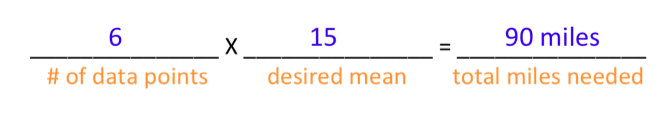 6 X 15 = 90 miles
# of data points desired mean total miles needed